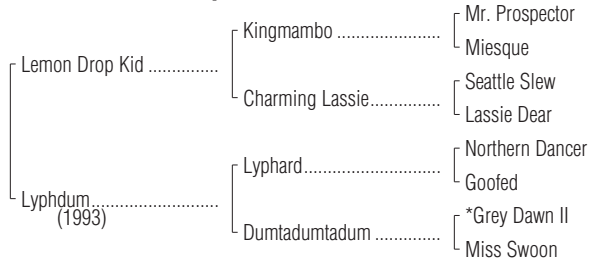 Mr. Prospector
Kingmambo ..................
Miesque
Lemon Drop Kid ...............
Seattle Slew
Charming Lassie...............
Lassie Dear
Northern Dancer
Lyphard.............................
Goofed
Lyphdum...........................
(1993)
*Grey Dawn II
Dumtadumtadum ..............
Miss Swoon